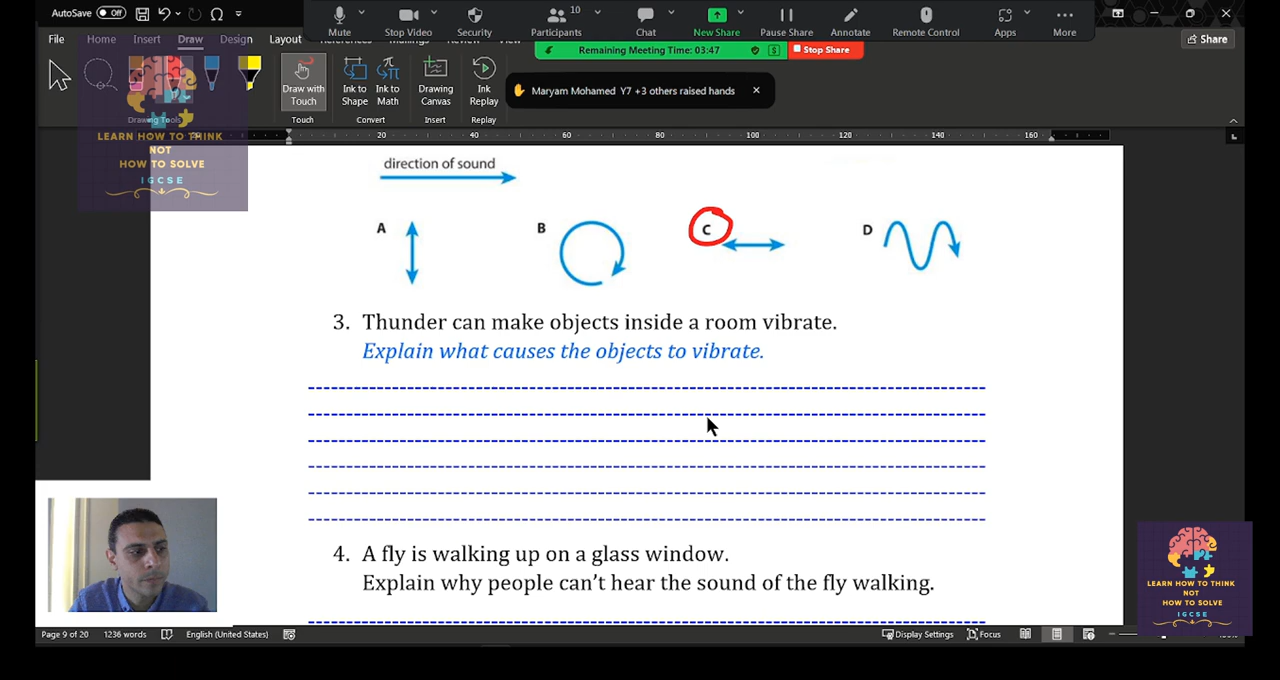 AutoSave Off
Mute
Stop Video
Security
10
Participants
Chat
New Share
Pause Share
Annotate
Remote Control
Apps
More
File Home Insert Draw Design Layout
Share
Remaining Meeting Time: 03:47
Stop Share
Maryam Mohamed Y7 +3 others raised hands
Draw with Touch
Ink to Shape
Ink to Math
Drawing Canvas
Ink Replay
Drawing Tools
Touch
Convert
Insert
Replay
LEARN HOW TO THINK
NOT
HOW TO SOLVE
IGCSE
20 40 60 80 100 120 140 160
direction of sound
A
B
C
D
3. Thunder can make objects inside a room vibrate.
Explain what causes the objects to vibrate.
4. A fly is walking up on a glass window.
Explain why people can't hear the sound of the fly walking.
LEARN HOW TO THINK
NOT
HOW TO SOLVE
IGCSE
Page 9 of 20 1236 words English (United States) Display Settings Focus